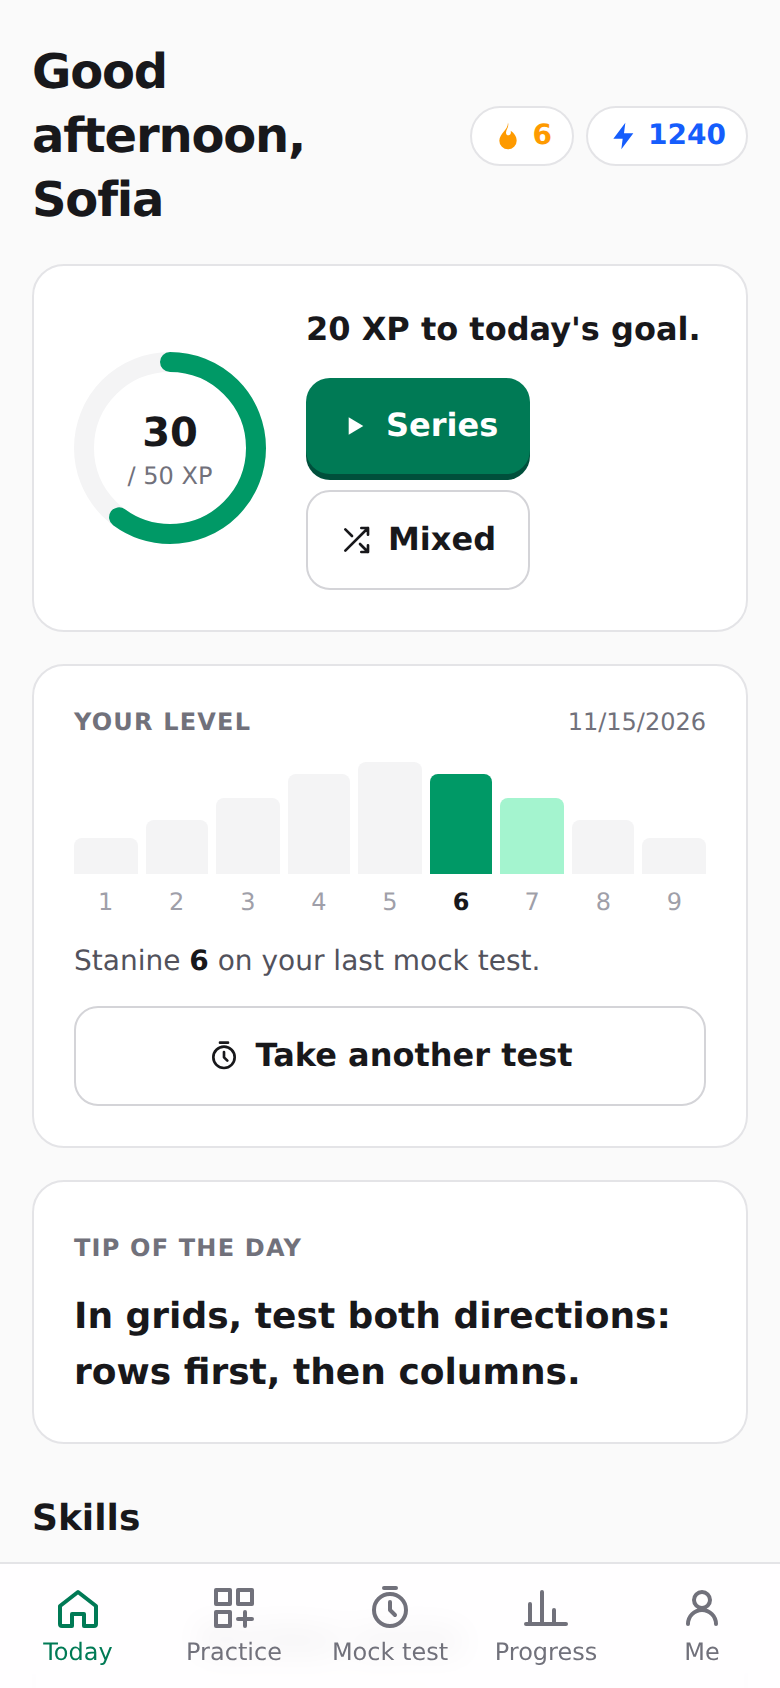 Good
afternoon,
Sofia
6
1240
20 XP to today's goal.
30
/ 50 XP
Series
Mixed
YOUR LEVEL
11/15/2026
1 2 3 4 5 6 7 8 9
Stanine 6 on your last mock test.
Take another test
TIP OF THE DAY
In grids, test both directions:
rows first, then columns.
Skills
Today
Practice
Mock test
Progress
Me